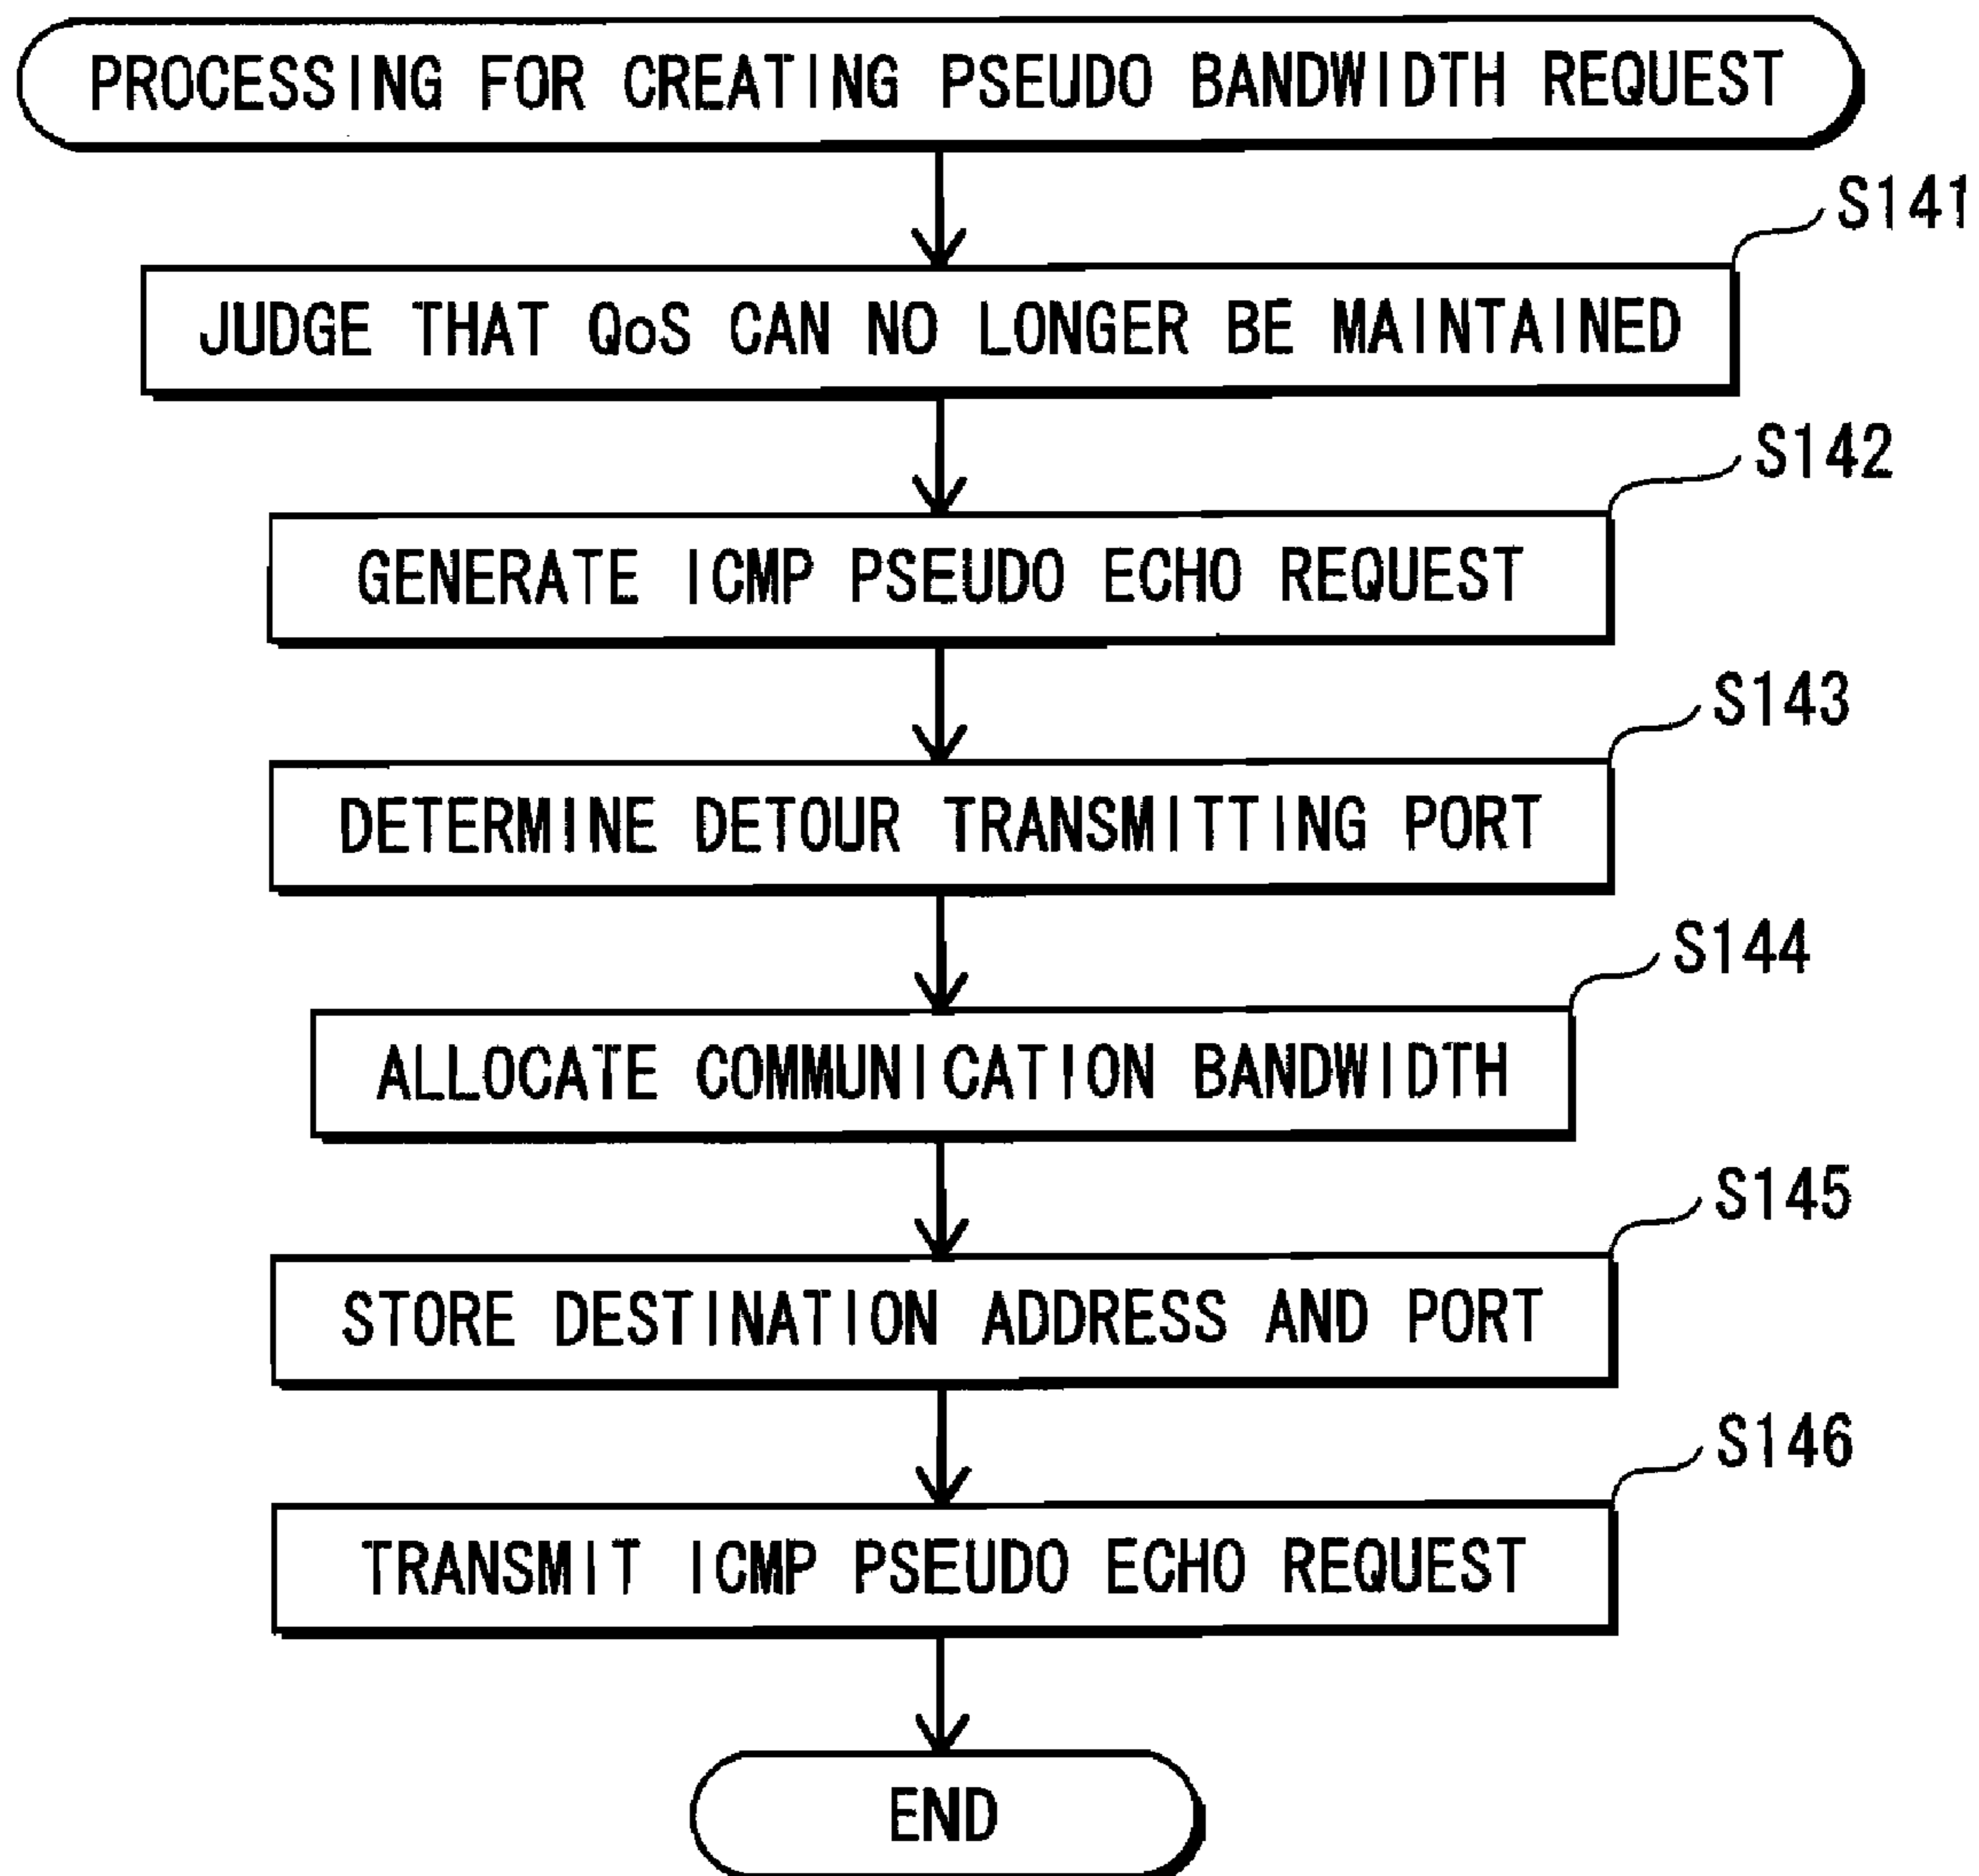 PROCESSING FOR CREATING PSEUDO BANDWIDTH REQUEST
S141
JUDGE THAT QoS CAN NO LONGER BE MAINTAINED
S142
GENERATE ICMP PSEUDO ECHO REQUEST
S143
DETERMINE DETOUR TRANSMITTING PORT
S144
ALLOCATE COMMUNICATION BANDWIDTH
S145
STORE DESTINATION ADDRESS AND PORT
S146
TRANSMIT ICMP PSEUDO ECHO REQUEST
END